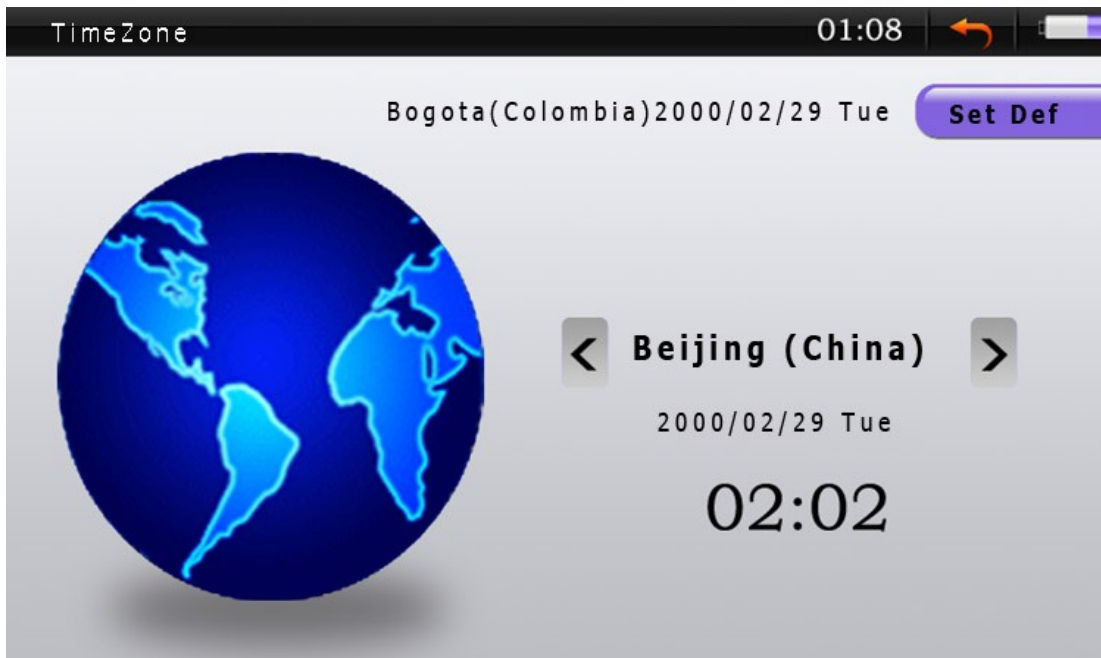 TimeZone 01:08
Bogota(Colombia)2000/02/29 Tue Set Def
Beijing (China)
2000/02/29 Tue
02:02